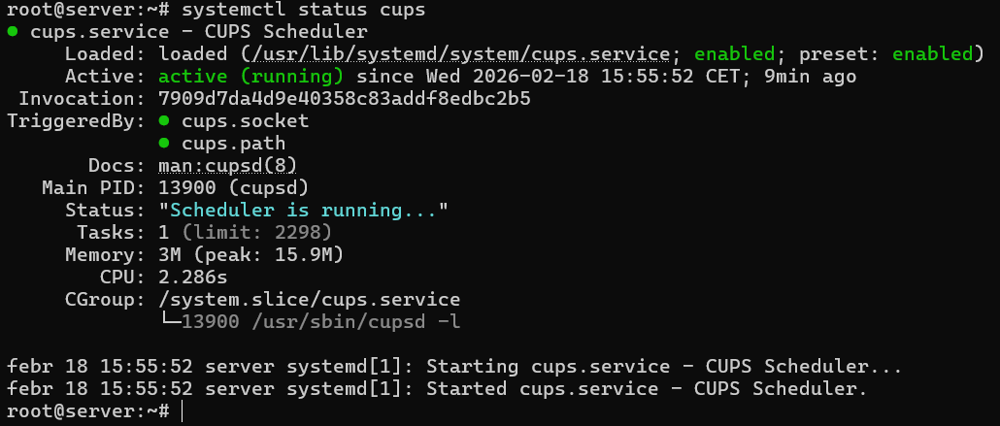 root@server:~# systemctl status cups
● cups.service - CUPS Scheduler
     Loaded: loaded (/usr/lib/systemd/system/cups.service; enabled; preset: enabled)
     Active: active (running) since Wed 2026-02-18 15:55:52 CET; 9min ago
 Invocation: 7909d7da4d9e40358c83addf8edbc2b5
TriggeredBy: ● cups.socket
             ● cups.path
       Docs: man:cupsd(8)
   Main PID: 13900 (cupsd)
     Status: "Scheduler is running..."
      Tasks: 1 (limit: 2298)
     Memory: 3M (peak: 15.9M)
        CPU: 2.286s
     CGroup: /system.slice/cups.service
             └─13900 /usr/sbin/cupsd -l

febr 18 15:55:52 server systemd[1]: Starting cups.service - CUPS Scheduler...
febr 18 15:55:52 server systemd[1]: Started cups.service - CUPS Scheduler.
root@server:~#